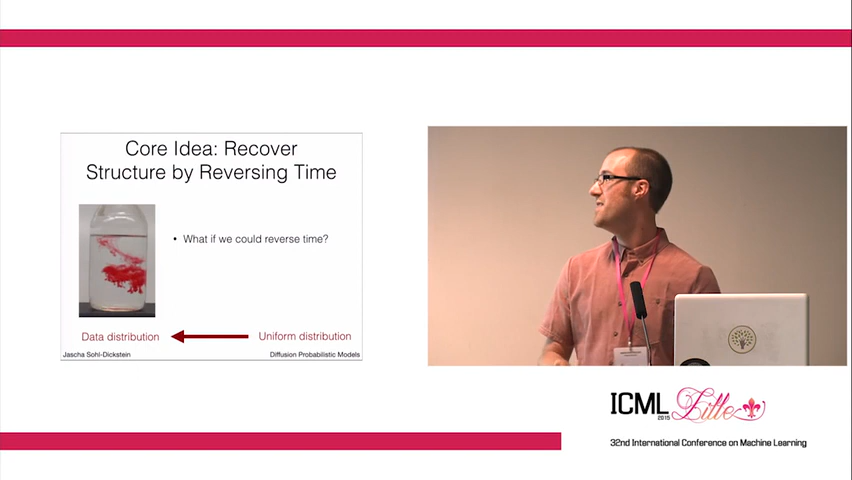 Core Idea: Recover
Structure by Reversing Time
• What if we could reverse time?
Data distribution
Uniform distribution
Jascha Sohl-Dickstein
Diffusion Probabilistic Models
ICML
2015
Lille
32nd International Conference on Machine Learning